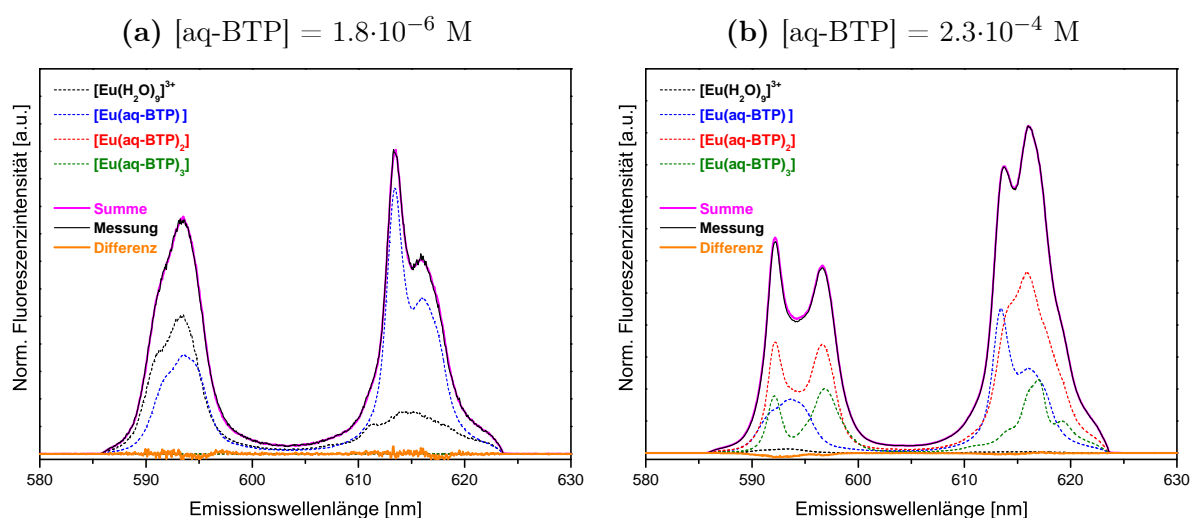 (a) [aq-BTP] = 1.8·10⁻⁶ M
Norm. Fluoreszenzintensität [a.u.]
[Eu(H₂O)₉]³⁺
[Eu(aq-BTP) ]
[Eu(aq-BTP)₂]
[Eu(aq-BTP)₃]
Summe
Messung
Differenz
580 590 600 610 620 630
Emissionswellenlänge [nm]
(b) [aq-BTP] = 2.3·10⁻⁴ M
Norm. Fluoreszenzintensität [a.u.]
[Eu(H₂O)₉]³⁺
[Eu(aq-BTP) ]
[Eu(aq-BTP)₂]
[Eu(aq-BTP)₃]
Summe
Messung
Differenz
580 590 600 610 620 630
Emissionswellenlänge [nm]